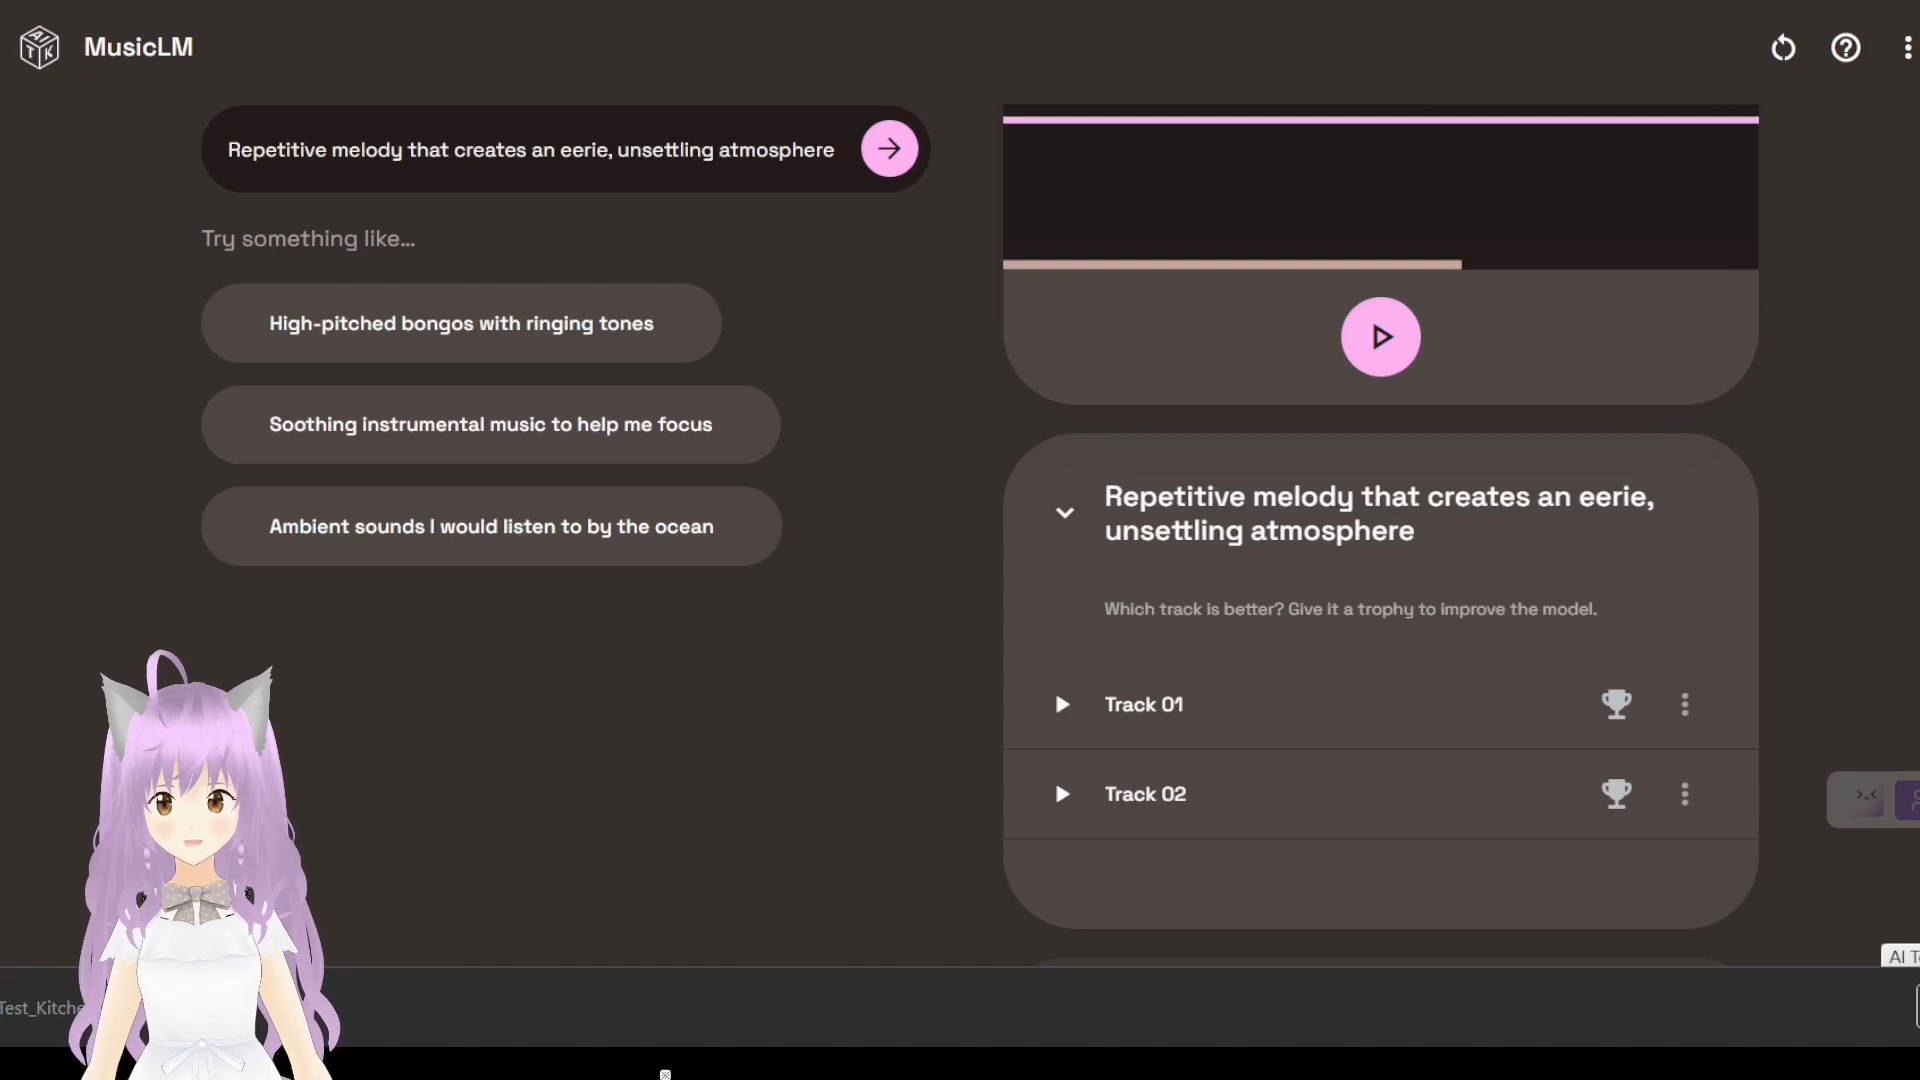 MusicLM
Repetitive melody that creates an eerie, unsettling atmosphere
Try something like...
High-pitched bongos with ringing tones
Soothing instrumental music to help me focus
Ambient sounds I would listen to by the ocean
Repetitive melody that creates an eerie,
unsettling atmosphere
Which track is better? Give it a trophy to improve the model.
Track 01
Track 02
AI T
Test_Kitche